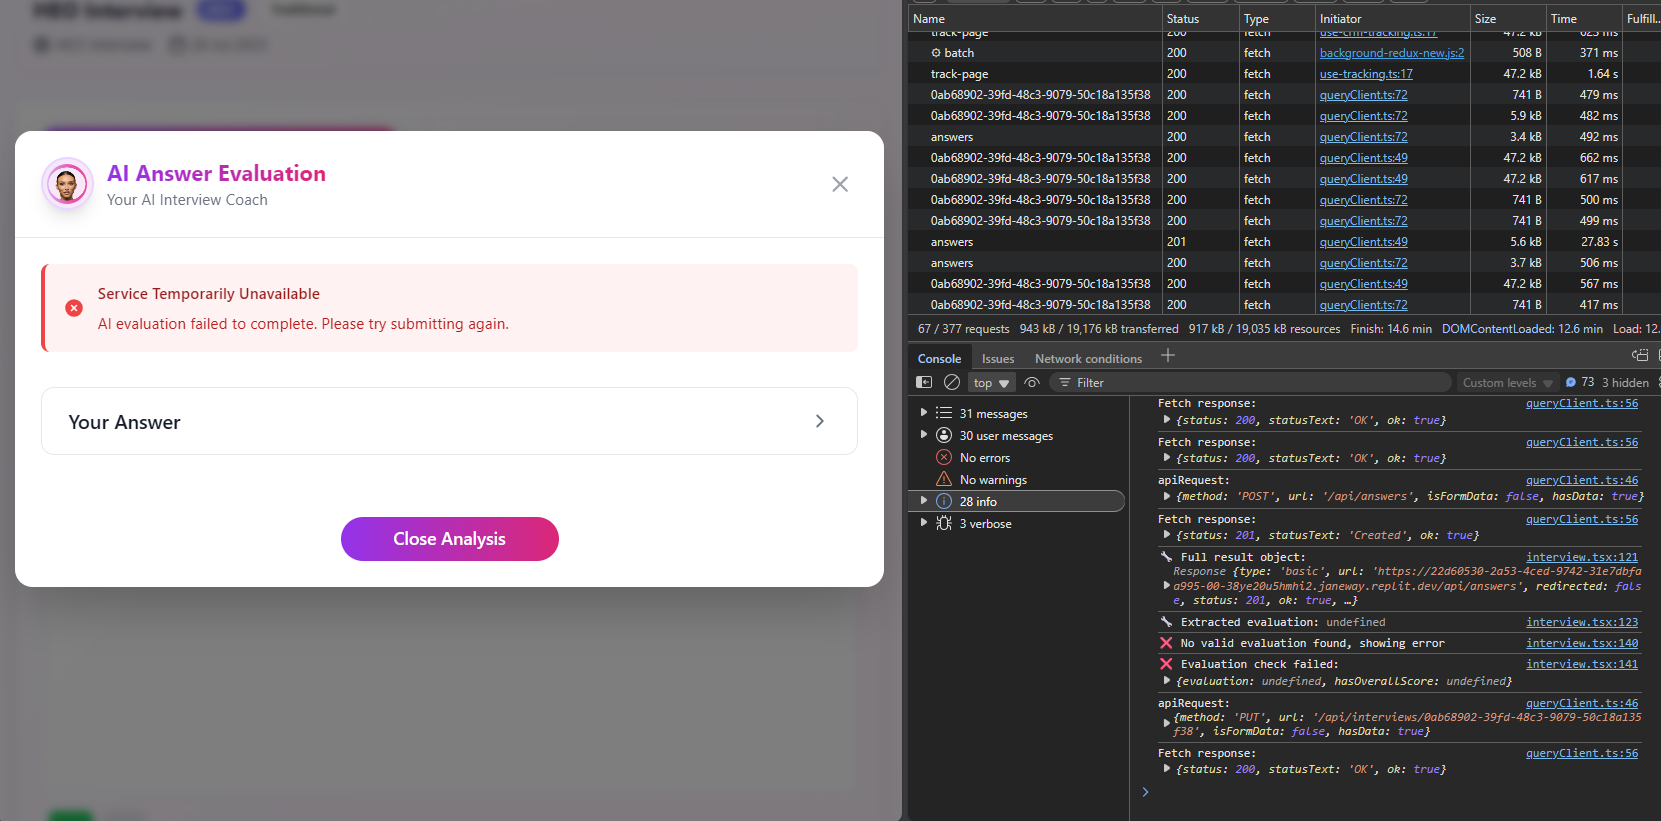 HEO Interview
AI Answer Evaluation
Your AI Interview Coach
Service Temporarily Unavailable
AI evaluation failed to complete. Please try submitting again.
Your Answer
Close Analysis
Name Status Type Initiator Size Time Fulfill...
track-page 200 fetch use-crm-tracking.ts:17 47.2 kB 623 ms
batch 200 fetch background-redux-new.js:2 508 B 371 ms
track-page 200 fetch use-tracking.ts:17 47.2 kB 1.64 s
0ab68902-39fd-48c3-9079-50c18a135f38 200 fetch queryClient.ts:72 741 B 479 ms
0ab68902-39fd-48c3-9079-50c18a135f38 200 fetch queryClient.ts:72 5.9 kB 482 ms
answers 200 fetch queryClient.ts:72 3.4 kB 492 ms
0ab68902-39fd-48c3-9079-50c18a135f38 200 fetch queryClient.ts:49 47.2 kB 662 ms
0ab68902-39fd-48c3-9079-50c18a135f38 200 fetch queryClient.ts:49 47.2 kB 617 ms
0ab68902-39fd-48c3-9079-50c18a135f38 200 fetch queryClient.ts:72 741 B 500 ms
0ab68902-39fd-48c3-9079-50c18a135f38 200 fetch queryClient.ts:72 741 B 499 ms
answers 201 fetch queryClient.ts:49 5.6 kB 27.83 s
answers 200 fetch queryClient.ts:72 3.7 kB 506 ms
0ab68902-39fd-48c3-9079-50c18a135f38 200 fetch queryClient.ts:49 47.2 kB 567 ms
0ab68902-39fd-48c3-9079-50c18a135f38 200 fetch queryClient.ts:72 741 B 417 ms
67 / 377 requests 943 kB / 19,176 kB transferred 917 kB / 19,035 kB resources Finish: 14.6 min DOMContentLoaded: 12.6 min Load: 12.
Console Issues Network conditions
top Filter Custom levels 73 3 hidden
31 messages
30 user messages
No errors
No warnings
28 info
3 verbose
Fetch response: queryClient.ts:56
{status: 200, statusText: 'OK', ok: true}
Fetch response: queryClient.ts:56
{status: 200, statusText: 'OK', ok: true}
apiRequest: queryClient.ts:46
{method: 'POST', url: '/api/answers', isFormData: false, hasData: true}
Fetch response: queryClient.ts:56
{status: 201, statusText: 'Created', ok: true}
Full result object: interview.tsx:121
Response {type: 'basic', url: 'https://22d60530-2a53-4ced-9742-31e7dbfa
a995-00-38ye20u5hmhi2.janeway.replit.dev/api/answers', redirected: fals
e, status: 201, ok: true, …}
Extracted evaluation: undefined interview.tsx:123
No valid evaluation found, showing error interview.tsx:140
Evaluation check failed: interview.tsx:141
{evaluation: undefined, hasOverallScore: undefined}
apiRequest: queryClient.ts:46
{method: 'PUT', url: '/api/interviews/0ab68902-39fd-48c3-9079-50c18a135
f38', isFormData: false, hasData: true}
Fetch response: queryClient.ts:56
{status: 200, statusText: 'OK', ok: true}